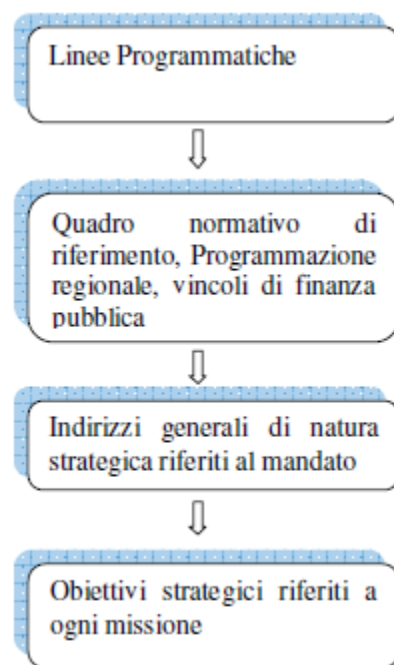 Linee Programmatiche
Quadro normativo di
riferimento, Programmazione
regionale, vincoli di finanza
pubblica
Indirizzi generali di natura
strategica riferiti al mandato
Obiettivi strategici riferiti a
ogni missione